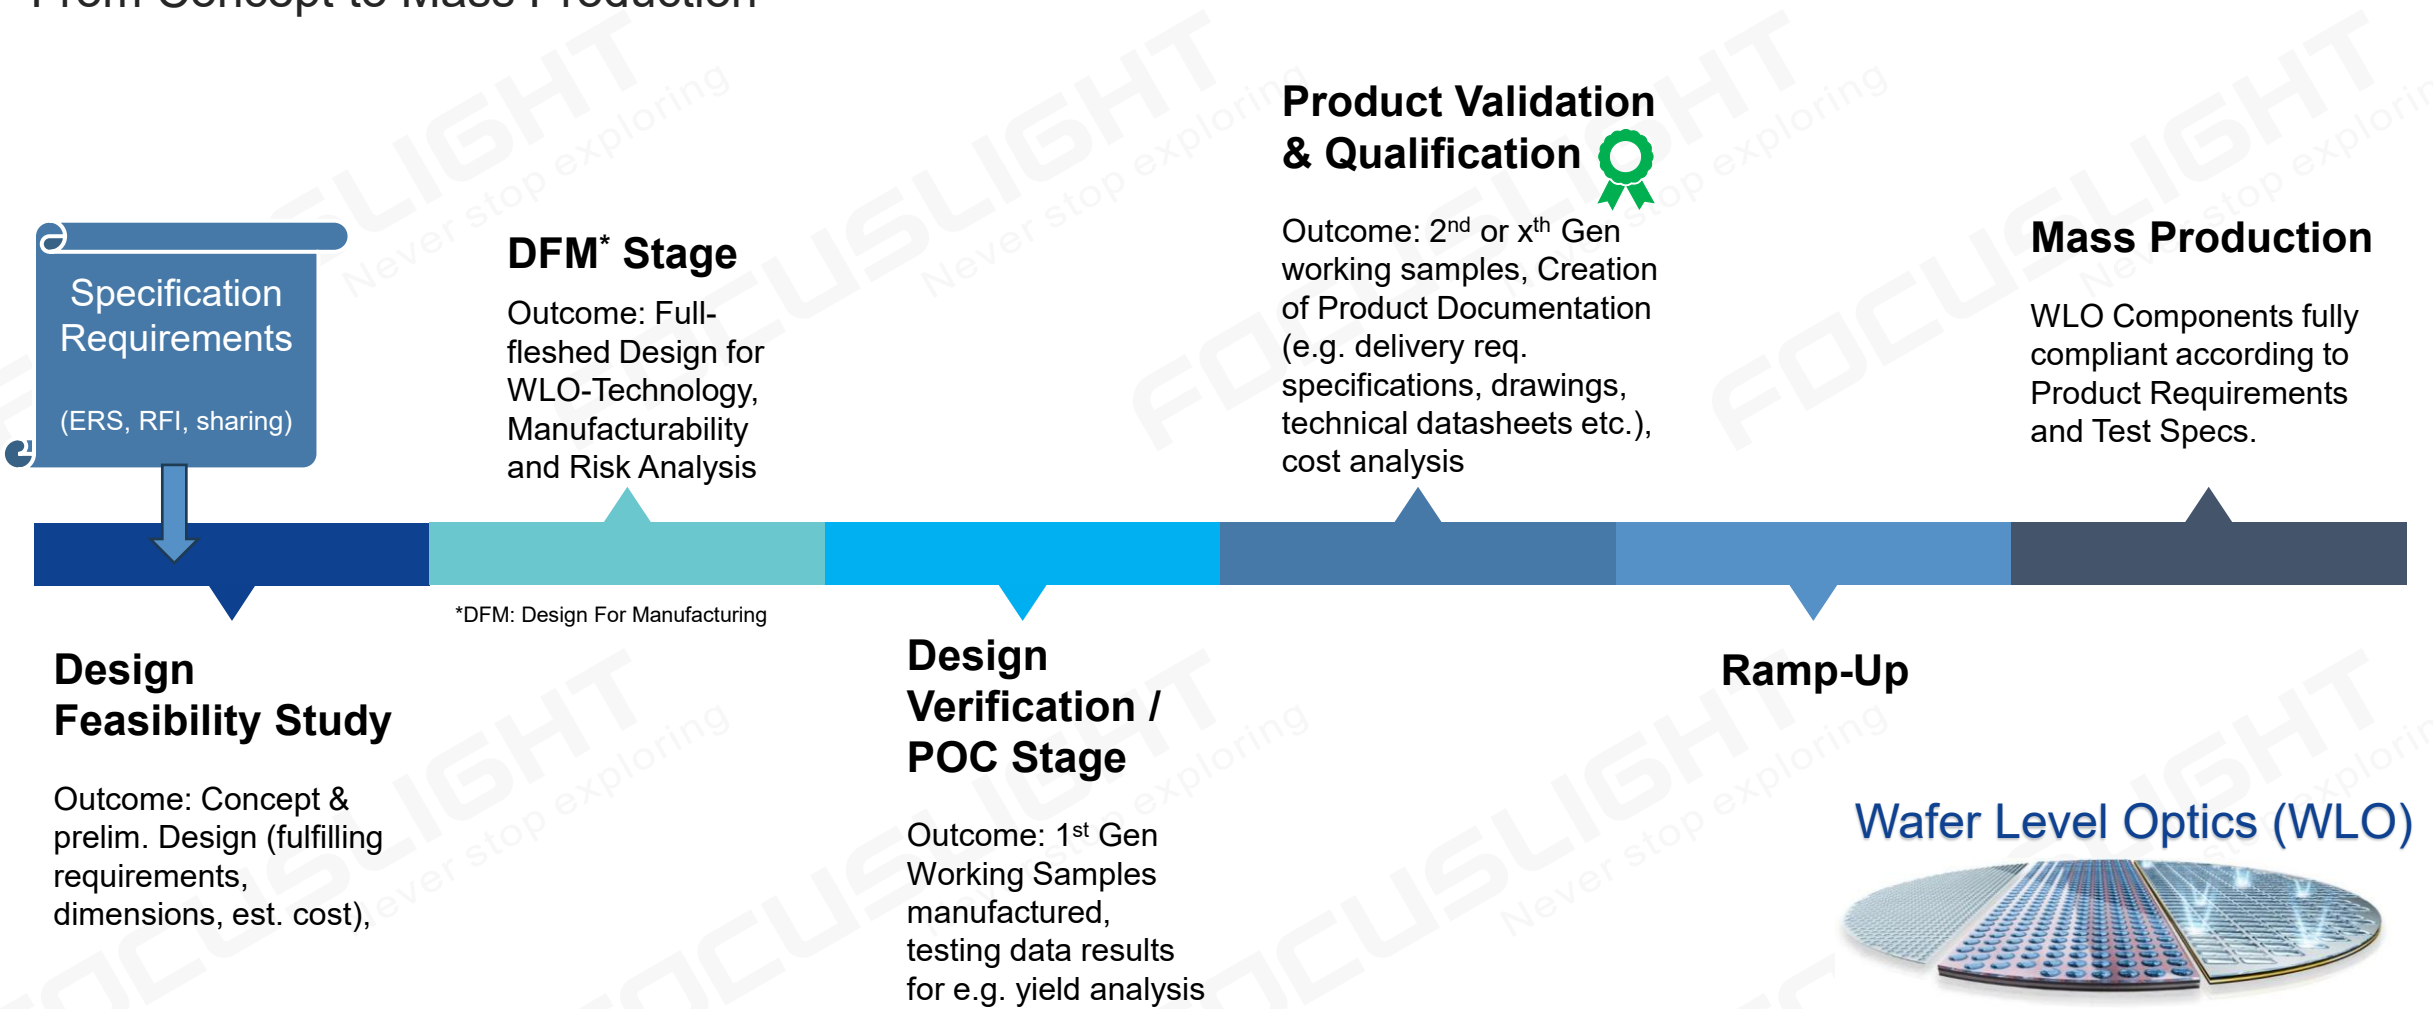 From Concept to Mass Production
Specification
Requirements
(ERS, RFI, sharing)
Design
Feasibility Study
Outcome: Concept &
prelim. Design (fulfilling
requirements,
dimensions, est. cost),
DFM* Stage
Outcome: Full-
fleshed Design for
WLO-Technology,
Manufacturability
and Risk Analysis
*DFM: Design For Manufacturing
Design
Verification /
POC Stage
Outcome: 1st Gen
Working Samples
manufactured,
testing data results
for e.g. yield analysis
Product Validation
& Qualification
Outcome: 2nd or xth Gen
working samples, Creation
of Product Documentation
(e.g. delivery req.
specifications, drawings,
technical datasheets etc.),
cost analysis
Ramp-Up
Mass Production
WLO Components fully
compliant according to
Product Requirements
and Test Specs.
Wafer Level Optics (WLO)
FOCUSLIGHT
Never stop exploring